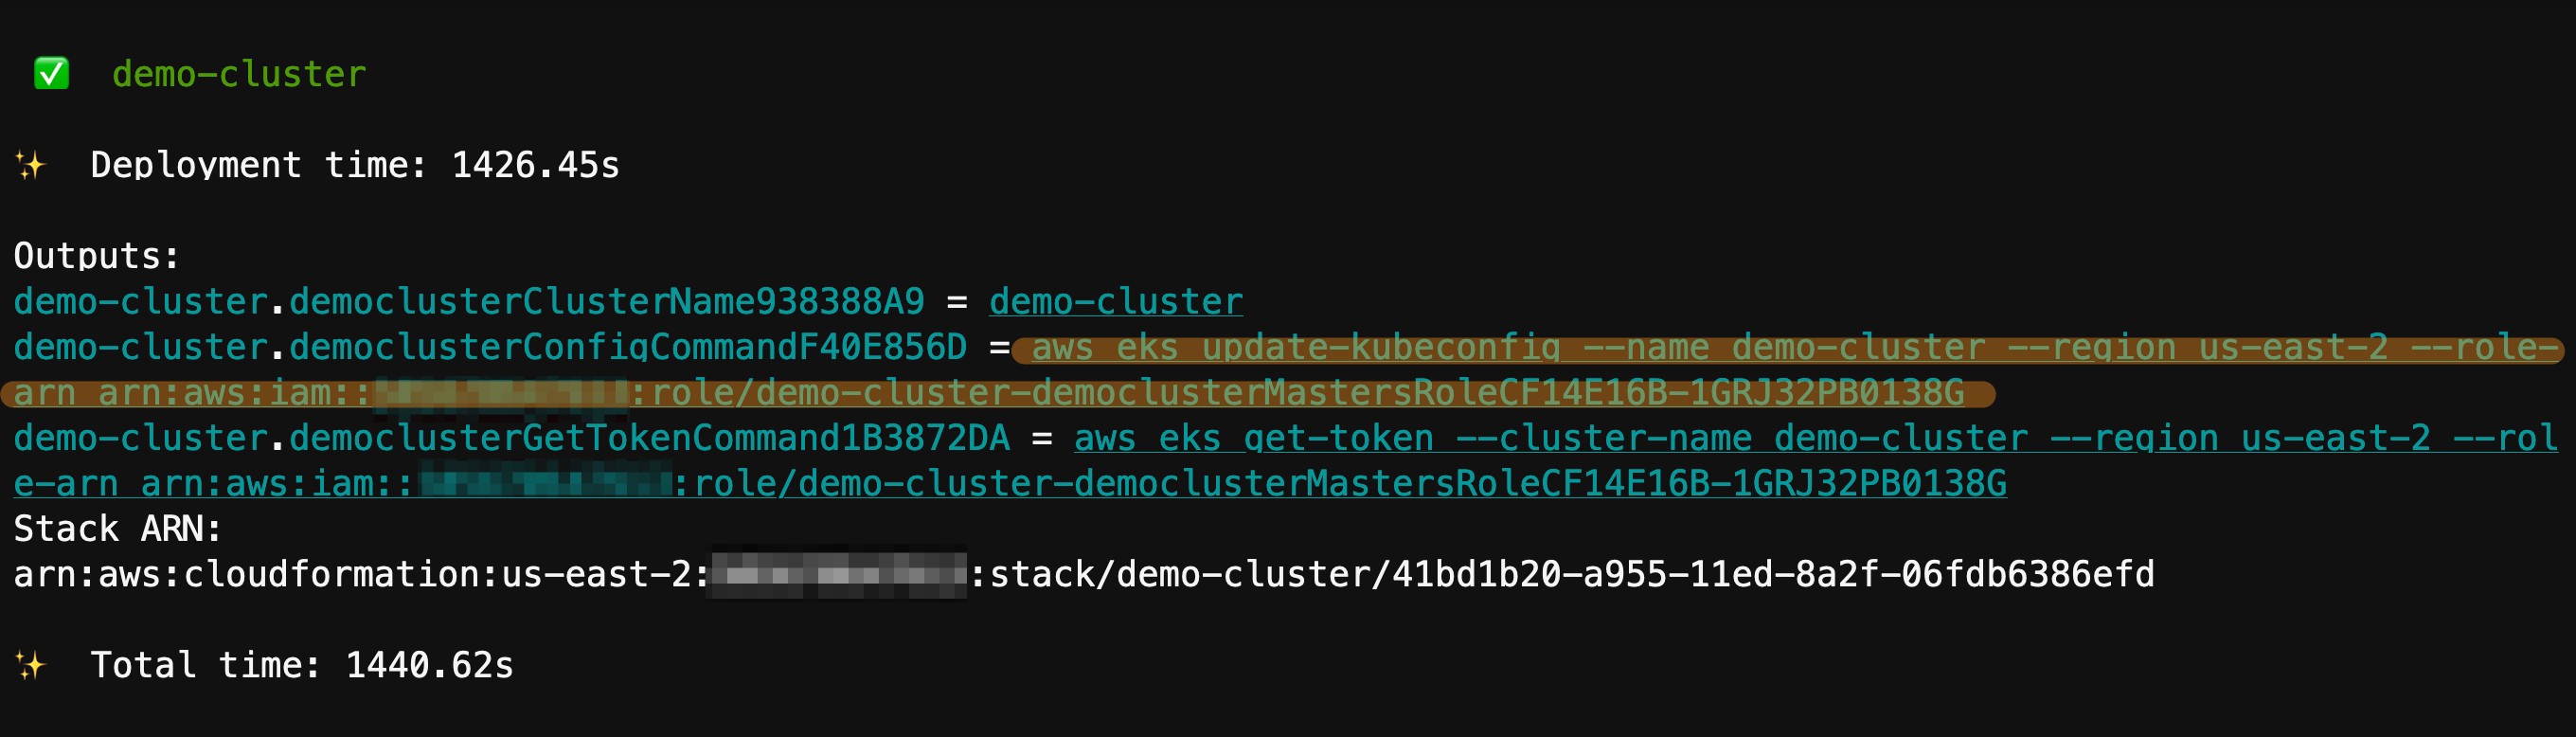 ✅  demo-cluster
✨  Deployment time: 1426.45s
Outputs:
demo-cluster.democlusterClusterName938388A9 = demo-cluster
demo-cluster.democlusterConfigCommandF40E856D = aws eks update-kubeconfig --name demo-cluster --region us-east-2 --role-
arn arn:aws:iam:::role/demo-cluster-democlusterMastersRoleCF14E16B-1GRJ32PB0138G
demo-cluster.democlusterGetTokenCommand1B3872DA = aws eks get-token --cluster-name demo-cluster --region us-east-2 --rol
e-arn arn:aws:iam:::role/demo-cluster-democlusterMastersRoleCF14E16B-1GRJ32PB0138G
Stack ARN:
arn:aws:cloudformation:us-east-2::stack/demo-cluster/41bd1b20-a955-11ed-8a2f-06fdb6386efd
✨  Total time: 1440.62s